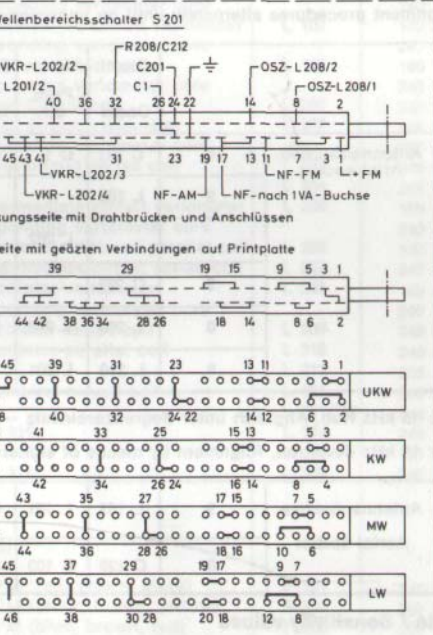 Wellenbereichsschalter S 201
R208/C212
VKR-L202/2 C201 OSZ-L208/2
L201/2 C1 OSZ-L208/1
40 36 32 26 24 22 14 8 2
45 43 41 31 23 19 17 13 11 7 3 1
VKR-L202/3 NF-FM +FM
VKR-L202/4 NF-AM NF-nach 1VA-Buchse
ungsseite mit Drahtbrücken und Anschlüssen
eite mit geäzten Verbindungen auf Printplatte
39 29 19 15 9 5 3 1
44 42 38 36 34 28 26 18 14 8 6 2
45 39 31 23 13 11 3 1
UKW
40 32 24 22 14 12 6 2
41 33 25 15 13 5 3
KW
42 34 26 24 16 14 8 4
43 35 27 17 15 7 5
MW
44 36 28 26 18 16 10 6
45 37 29 19 17 9 7
LW
46 38 30 28 20 18 12 8